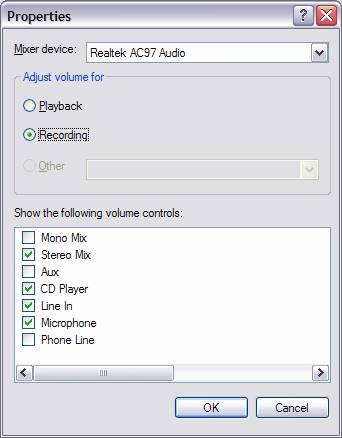 Properties
Mixer device: Realtek AC97 Audio
Adjust volume for
Playback
Recording
Other
Show the following volume controls:
Mono Mix
Stereo Mix
Aux
CD Player
Line In
Microphone
Phone Line
OK Cancel